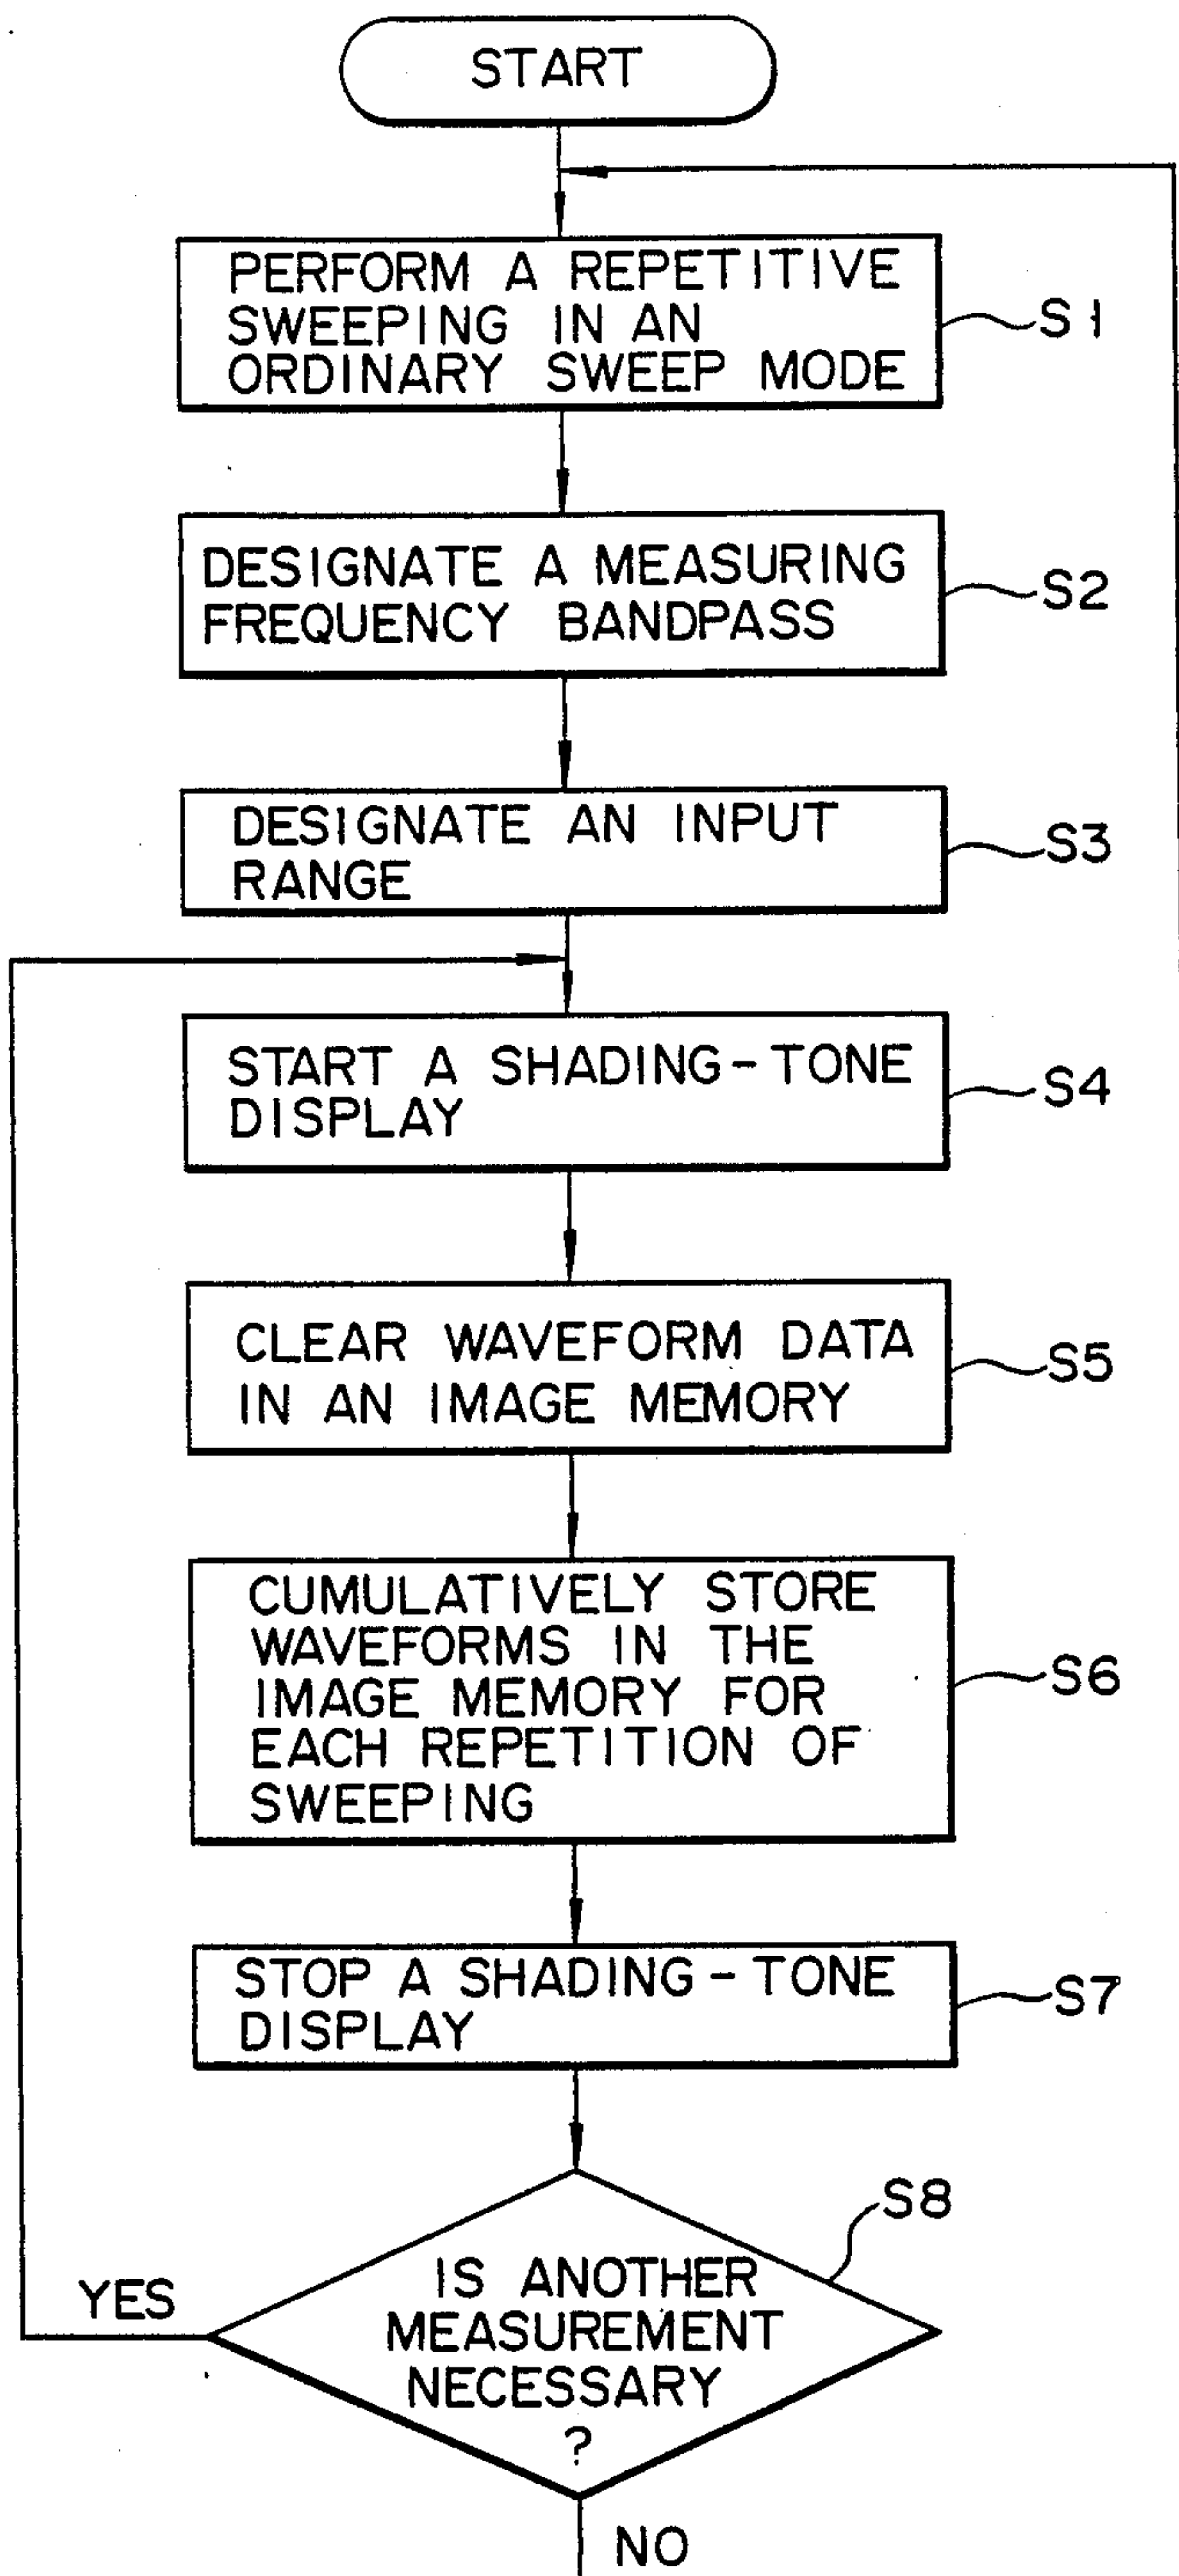 START
PERFORM A REPETITIVE
SWEEPING IN AN
ORDINARY SWEEP MODE
S1
DESIGNATE A MEASURING
FREQUENCY BANDPASS
S2
DESIGNATE AN INPUT
RANGE
S3
START A SHADING-TONE
DISPLAY
S4
CLEAR WAVEFORM DATA
IN AN IMAGE MEMORY
S5
CUMULATIVELY STORE
WAVEFORMS IN THE
IMAGE MEMORY FOR
EACH REPETITION OF
SWEEPING
S6
STOP A SHADING-TONE
DISPLAY
S7
S8
IS ANOTHER
MEASUREMENT
NECESSARY
?
YES
NO